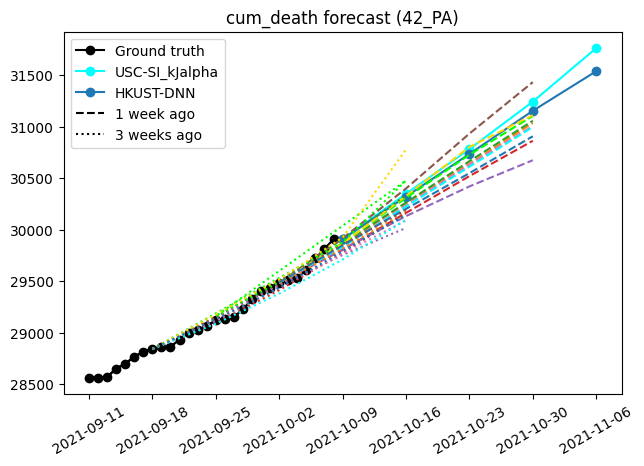 cum_death forecast (42_PA)
Ground truth
USC-SI_kJalpha
HKUST-DNN
1 week ago
3 weeks ago
31500
31000
30500
30000
29500
29000
28500
2021-09-11
2021-09-18
2021-09-25
2021-10-02
2021-10-09
2021-10-16
2021-10-23
2021-10-30
2021-11-06